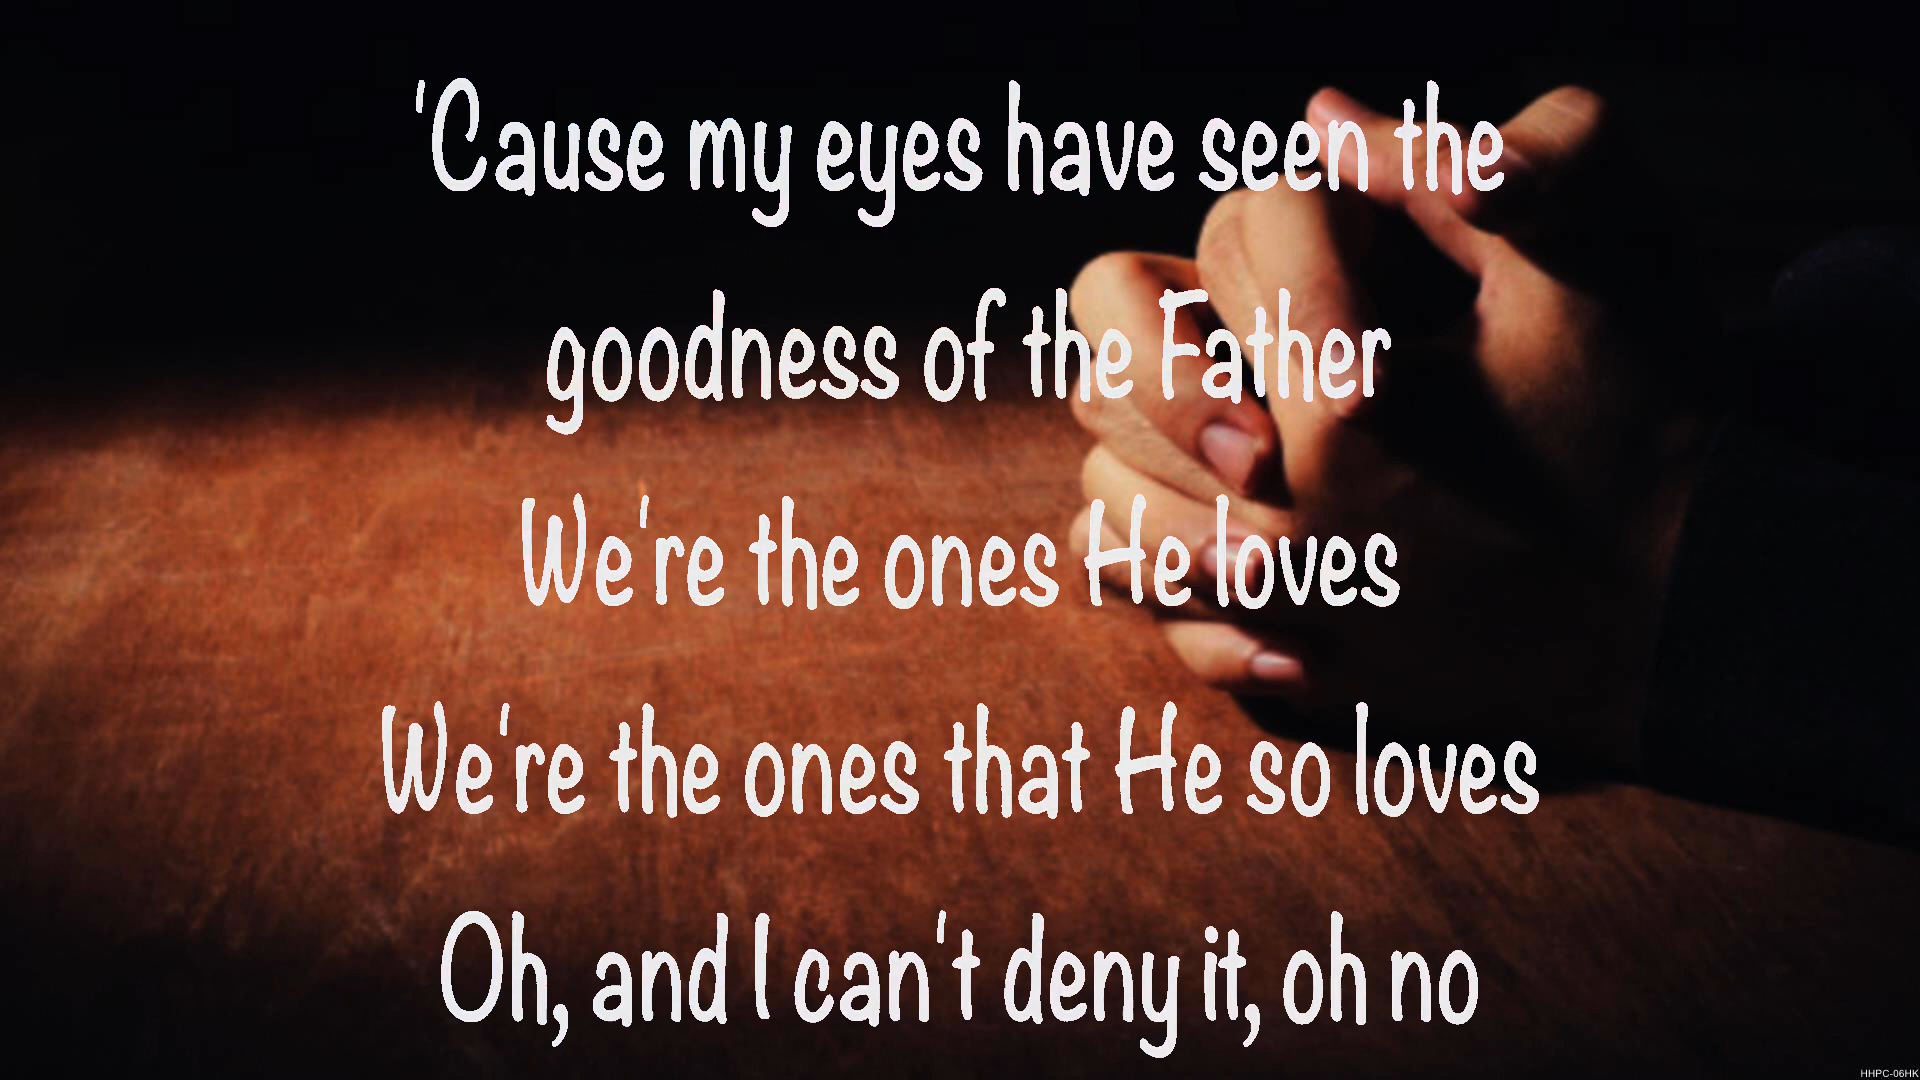 'Cause my eyes have seen the
goodness of the Father
We're the ones He loves
We're the ones that He so loves
Oh, and I can't deny it, oh no
HHPC-06HK